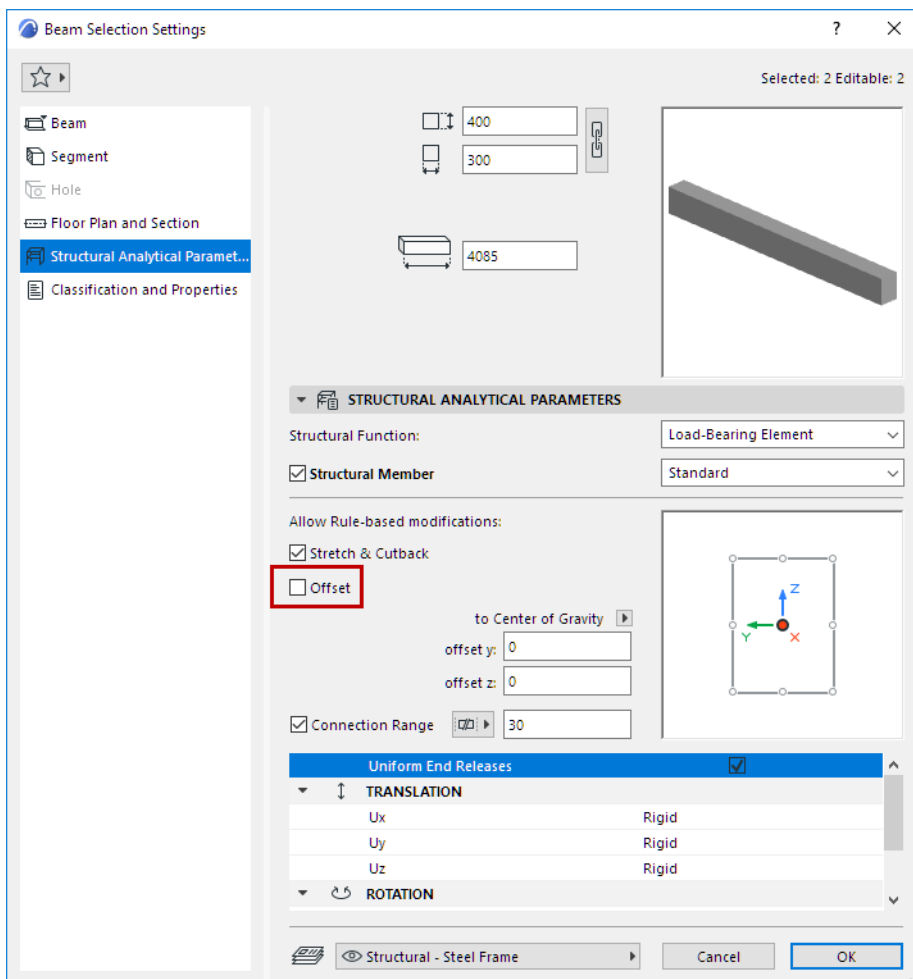 Beam Selection Settings
?
Selected: 2 Editable: 2
Beam
Segment
Hole
Floor Plan and Section
Structural Analytical Paramet...
Classification and Properties
400
300
4085
STRUCTURAL ANALYTICAL PARAMETERS
Structural Function:
Load-Bearing Element
Structural Member
Standard
Allow Rule-based modifications:
Stretch & Cutback
Offset
to Center of Gravity
offset y: 0
offset z: 0
Z
Y
X
Connection Range
30
Uniform End Releases
TRANSLATION
Ux Rigid
Uy Rigid
Uz Rigid
ROTATION
Structural - Steel Frame
Cancel
OK